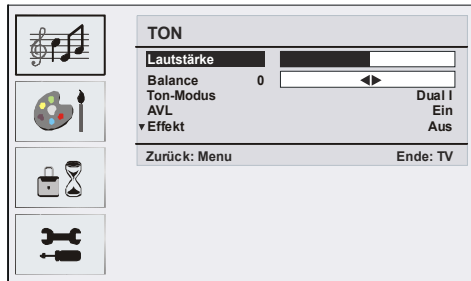 TON
Lautstärke
Balance 0
Ton-Modus Dual I
AVL Ein
Effekt Aus
Zurück: Menu Ende: TV